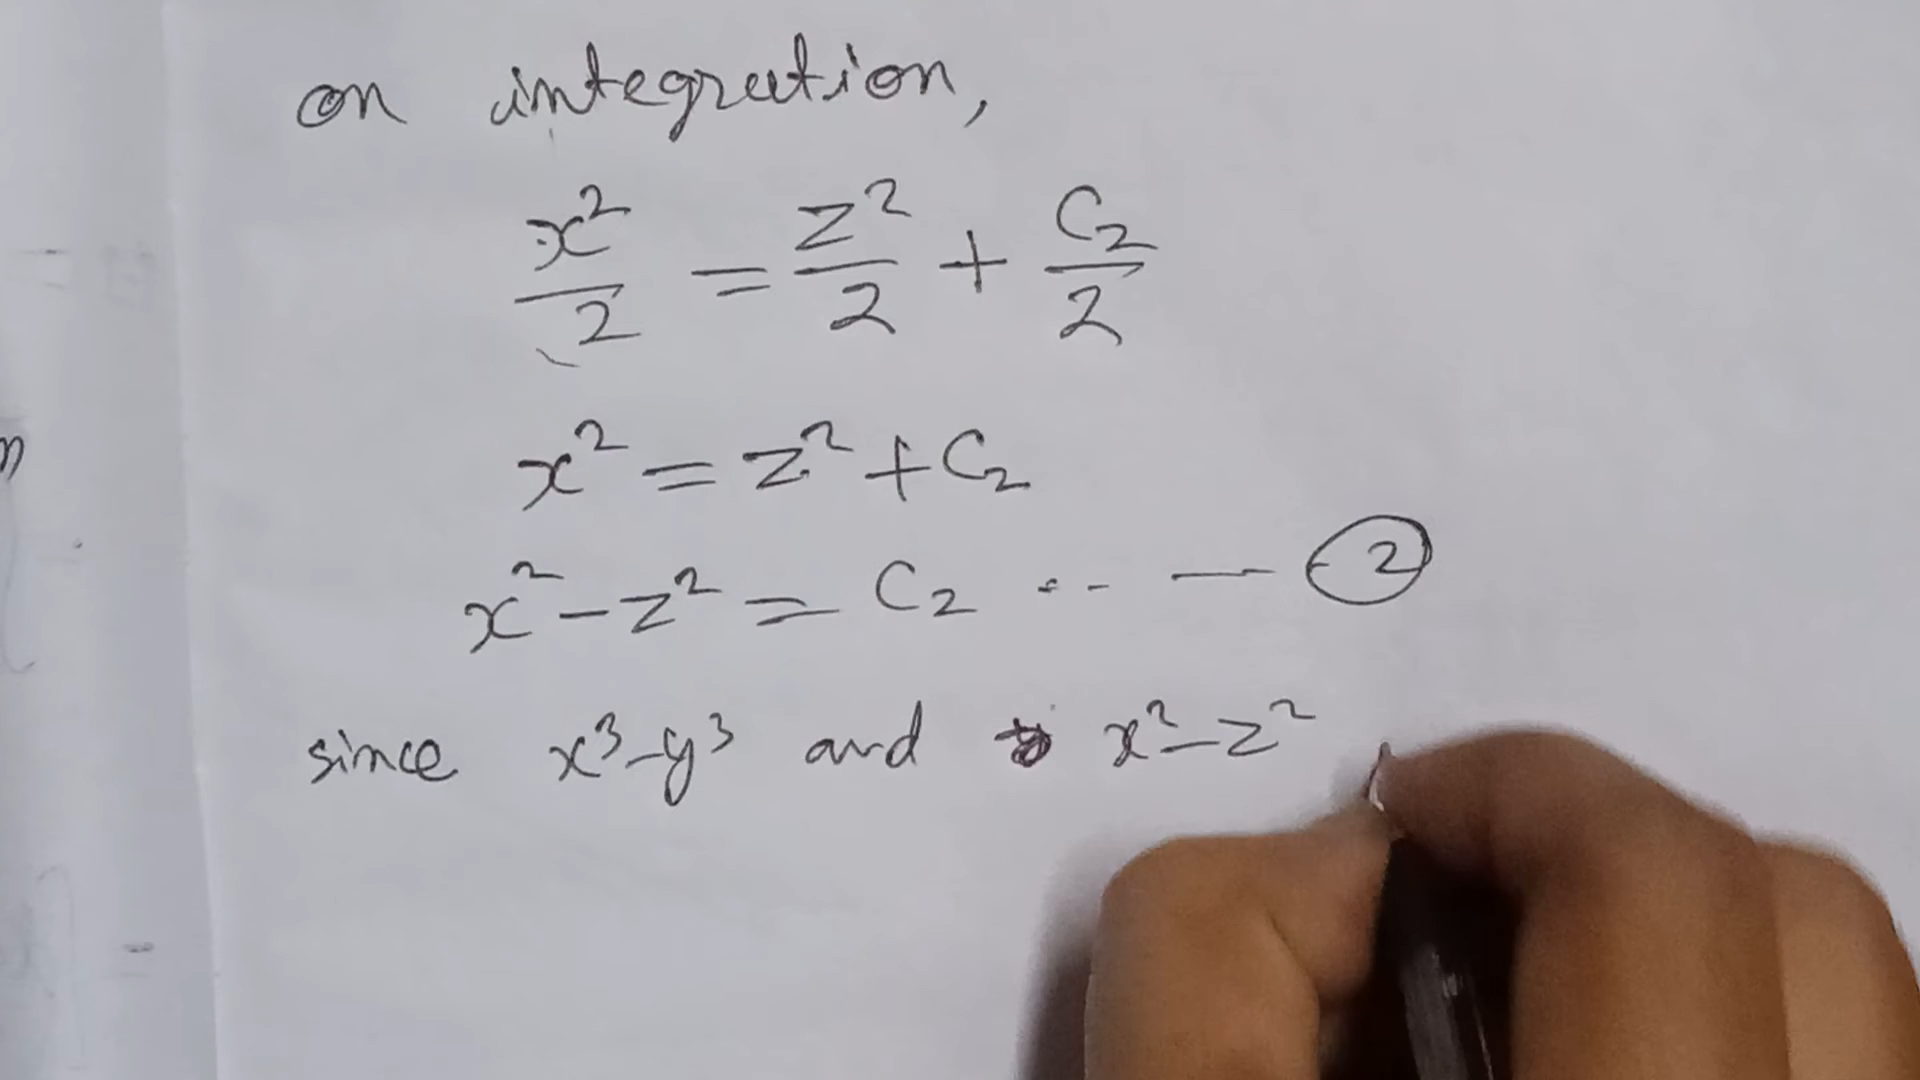 on integration,
x²/2 = z²/2 + C₂/2
x² = z² + C₂
x² - z² = C₂ .. - — ②
since x³-y³ and x²-z²